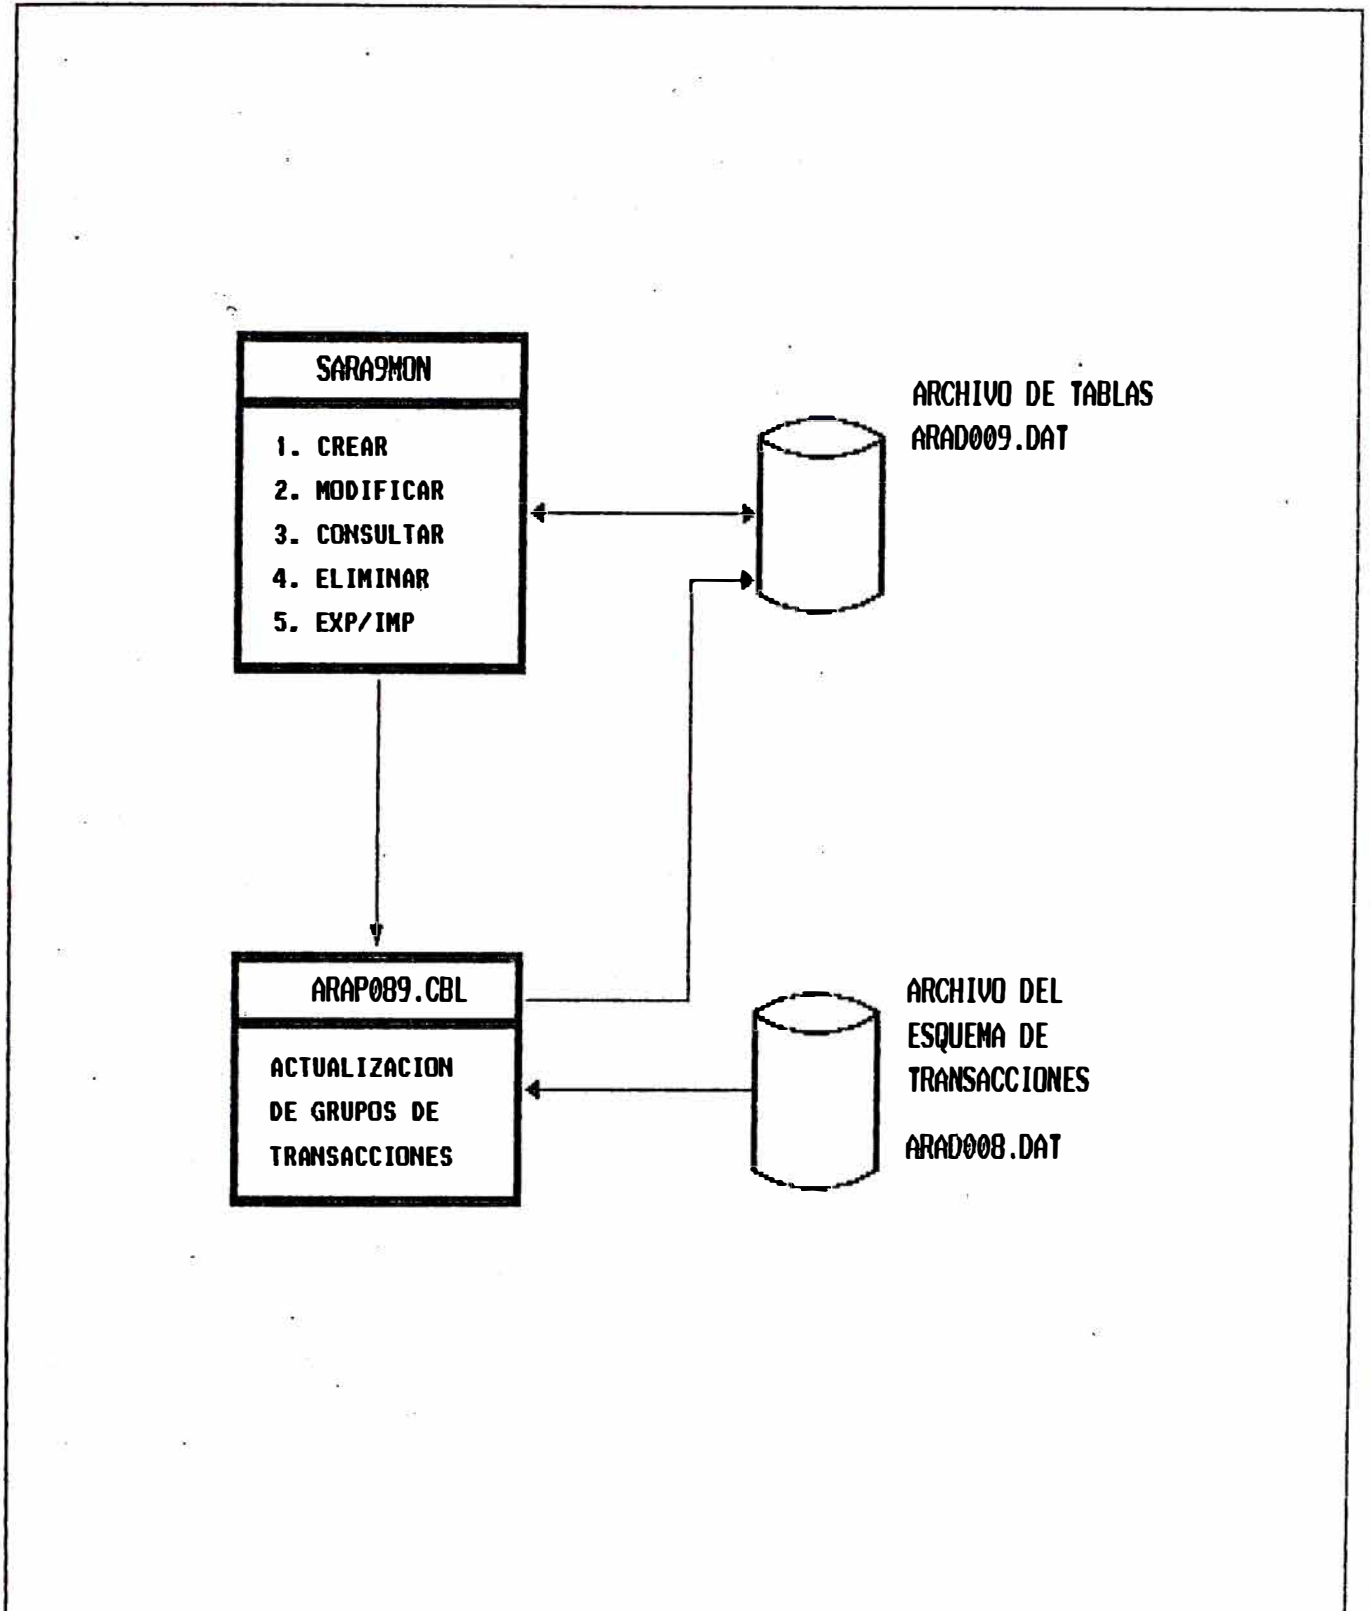 SARA9MON
1. CREAR
2. MODIFICAR
3. CONSULTAR
4. ELIMINAR
5. EXP/IMP
ARCHIVO DE TABLAS
ARAD009.DAT
ARAP089.CBL
ACTUALIZACION
DE GRUPOS DE
TRANSACCIONES
ARCHIVO DEL
ESQUEMA DE
TRANSACCIONES
ARAD008.DAT